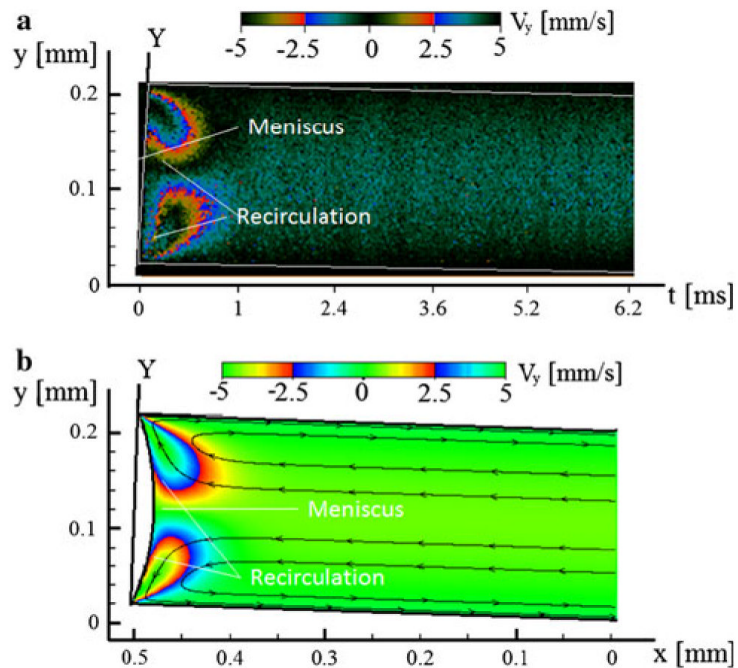 a
V_y [mm/s]
-5 -2.5 0 2.5 5
y [mm]
Y
0.2
Meniscus
0.1
Recirculation
0
0 1 2.4 3.6 5.2 6.2
t [ms]
b
V_y [mm/s]
-5 -2.5 0 2.5 5
y [mm]
Y
0.2
Meniscus
0.1
Recirculation
0
0.5 0.4 0.3 0.2 0.1 0
x [mm]